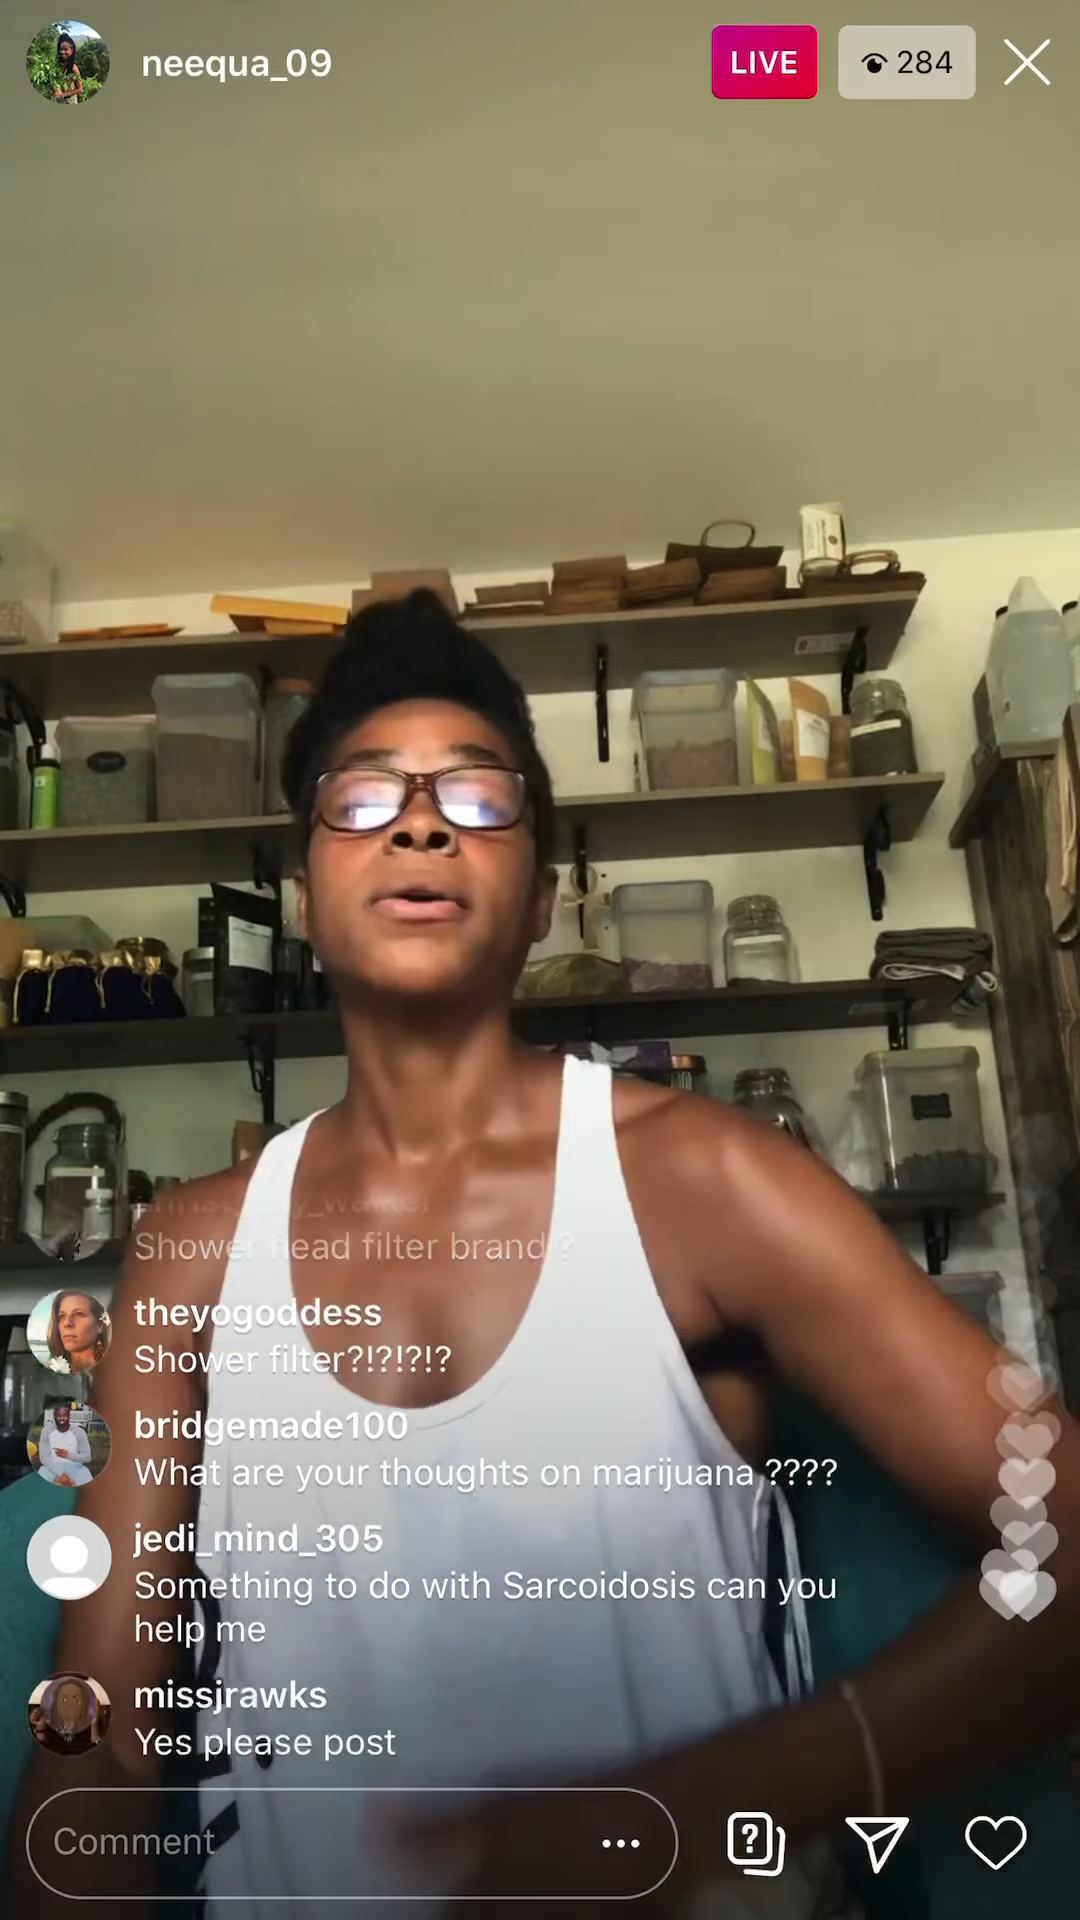 neequa_09
LIVE
284
Shower head filter brand ?
theyogoddess
Shower filter?!?!?!?
bridgemade100
What are your thoughts on marijuana ????
jedi_mind_305
Something to do with Sarcoidosis can you
help me
missjrawks
Yes please post
Comment